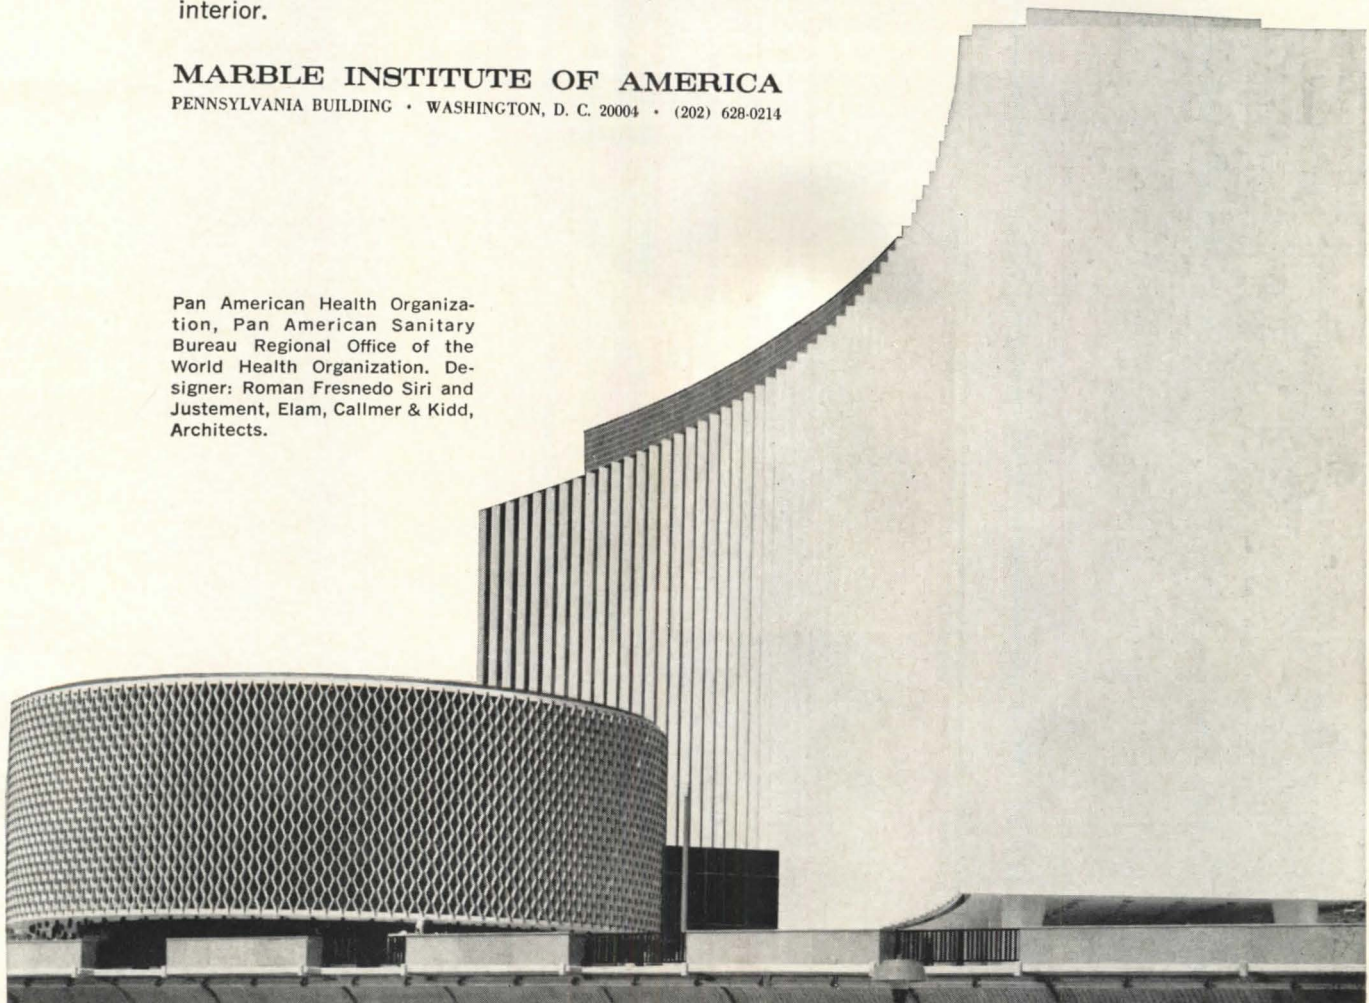 interior.
MARBLE INSTITUTE OF AMERICA
PENNSYLVANIA BUILDING • WASHINGTON, D. C. 20004 • (202) 628-0214
Pan American Health Organiza-
tion, Pan American Sanitary
Bureau Regional Office of the
World Health Organization. De-
signer: Roman Fresnedo Siri and
Justement, Elam, Callmer & Kidd,
Architects.